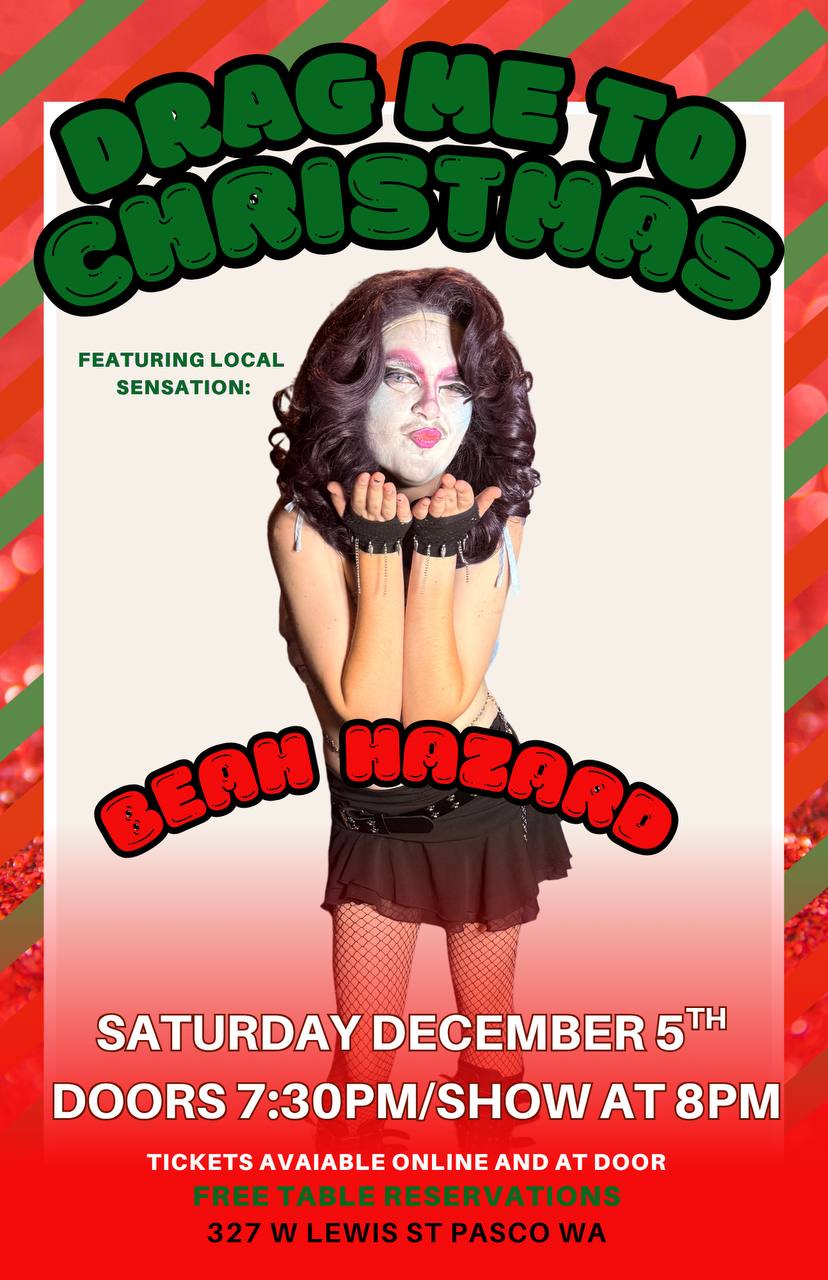 DRAG ME TO
CHRISTMAS
FEATURING LOCAL
SENSATION:
BEAH HAZARD
SATURDAY DECEMBER 5TH
DOORS 7:30PM/SHOW AT 8PM
TICKETS AVAIABLE ONLINE AND AT DOOR
FREE TABLE RESERVATIONS
327 W LEWIS ST PASCO WA